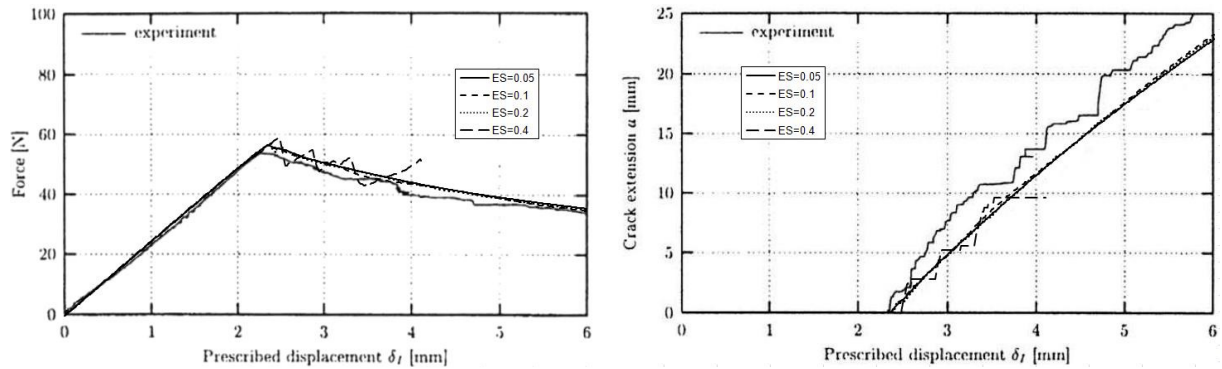 100
80
60
40
20
0
Force [N]
experiment
ES=0.05
ES=0.1
ES=0.2
ES=0.4
0 1 2 3 4 5 6
Prescribed displacement δI [mm]
25
20
15
10
5
0
Crack extension a [mm]
experiment
ES=0.05
ES=0.1
ES=0.2
ES=0.4
0 1 2 3 4 5 6
Prescribed displacement δI [mm]